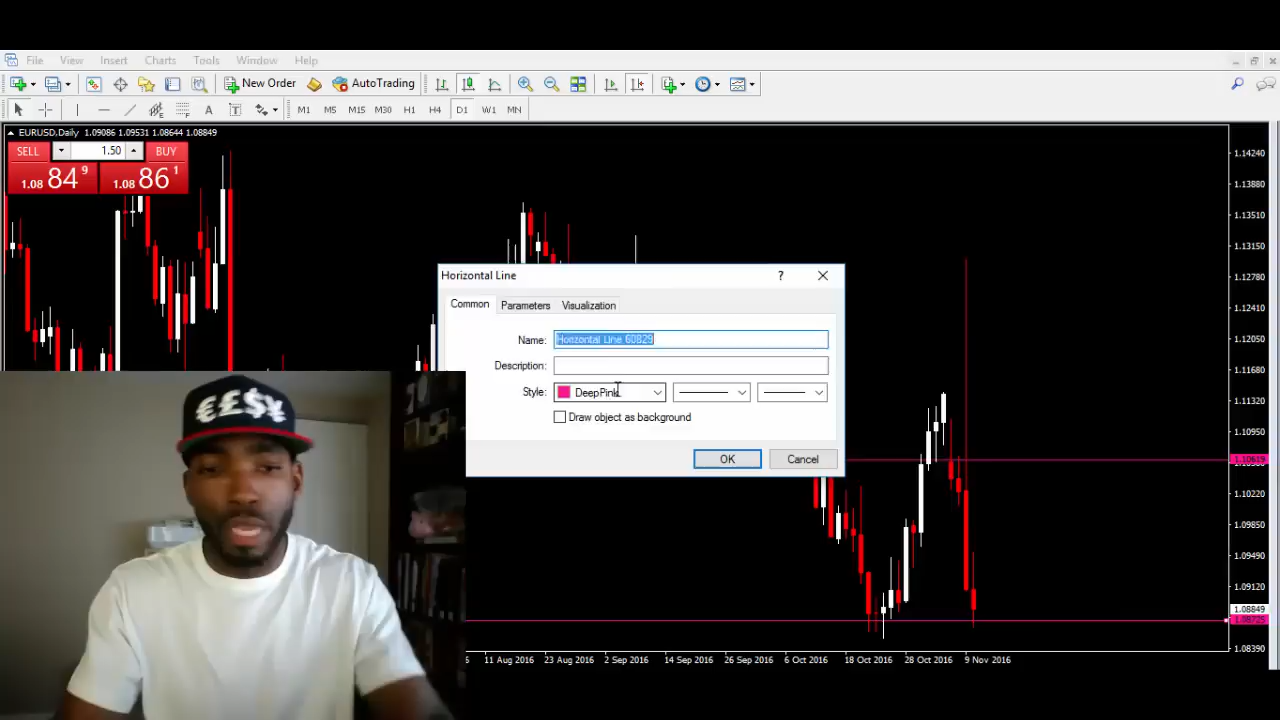 File View Insert Charts Tools Window Help
New Order AutoTrading
A T M1 M5 M15 M30 H1 H4 D1 W1 MN
EURUSD,Daily 1.09086 1.09531 1.08644 1.08849
SELL 1.50 BUY
1.08 84 9 1.08 86 1
1.14240
1.13880
1.13510
1.13150
1.12780
1.12410
1.12050
1.11680
1.11320
1.10950
1.10619
1.10220
1.09850
1.09490
1.09120
1.08849
1.08725
1.08390
Horizontal Line ?
Common Parameters Visualization
Name: Horizontal Line 60829
Description:
Style: DeepPink
Draw object as background
OK Cancel
€£$¥
11 Aug 2016 23 Aug 2016 2 Sep 2016 14 Sep 2016 26 Sep 2016 6 Oct 2016 18 Oct 2016 28 Oct 2016 9 Nov 2016